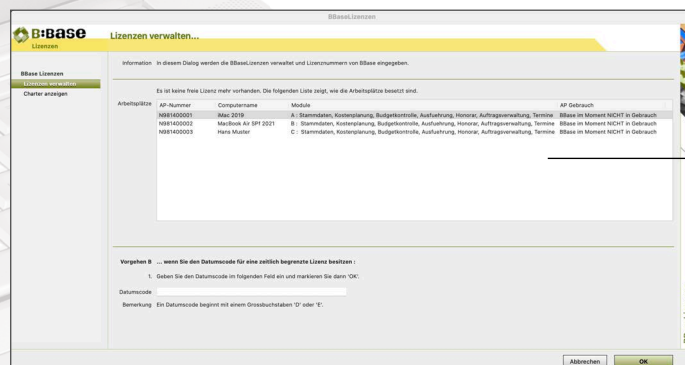 BBaseLizenzen
B:Base
Lizenzen
Lizenzen verwalten...
BBase Lizenzen
Lizenzen verwalten
Charter anzeigen
Information In diesem Dialog werden die BBaseLizenzen verwaltet und Lizenznummern von BBase eingegeben.
Es ist keine freie Lizenz mehr vorhanden. Die folgenden Liste zeigt, wie die Arbeitsplätze besetzt sind.
Arbeitsplätze
AP-Nummer Computername Module AP Gebrauch
N981400001 iMac 2019 A : Stammdaten, Kostenplanung, Budgetkontrolle, Ausfuehrung, Honorar, Auftragsverwaltung, Termine BBase im Moment NICHT in Gebrauch
N981400002 MacBook Air SPf 2021 B : Stammdaten, Kostenplanung, Budgetkontrolle, Ausfuehrung, Honorar, Auftragsverwaltung, Termine BBase im Moment NICHT in Gebrauch
N981400003 Hans Muster C : Stammdaten, Kostenplanung, Budgetkontrolle, Ausfuehrung, Honorar, Auftragsverwaltung, Termine BBase im Moment NICHT in Gebrauch
Vorgehen B ... wenn Sie den Datumscode für eine zeitlich begrenzte Lizenz besitzen :
1. Geben Sie den Datumscode im folgenden Feld ein und markieren Sie dann 'OK'.
Datumscode
Bemerkung Ein Datumscode beginnt mit einem Grossbuchstaben 'D' oder 'E'.
Abbrechen OK